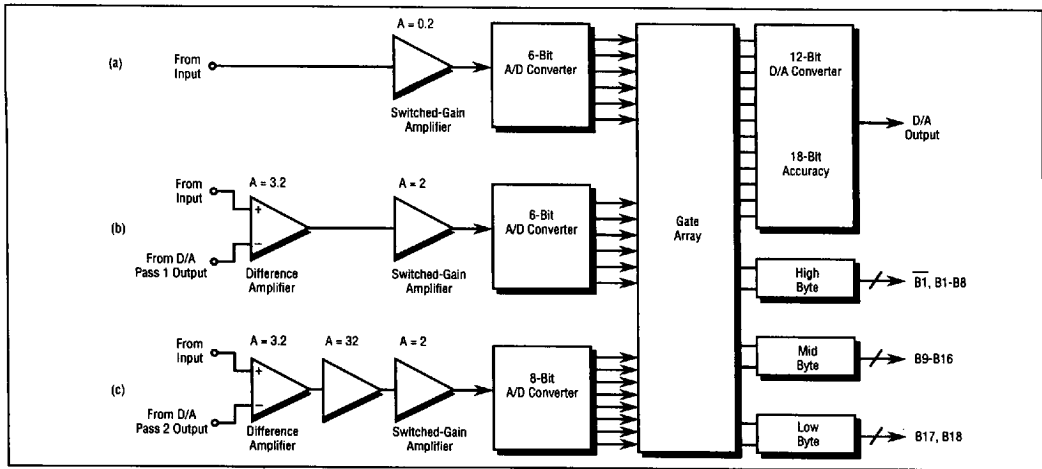 (a)
From
Input
A = 0.2
Switched-Gain
Amplifier
6-Bit
A/D Converter
Gate
Array
12-Bit
D/A Converter
18-Bit
Accuracy
D/A
Output
(b)
From
Input
From D/A
Pass 1 Output
A = 3.2
+
−
Difference
Amplifier
A = 2
Switched-Gain
Amplifier
6-Bit
A/D Converter
High
Byte
B̅1̅, B1-B8
(c)
From
Input
From D/A
Pass 2 Output
A = 3.2
+
−
Difference
Amplifier
A = 32
A = 2
Switched-Gain
Amplifier
8-Bit
A/D Converter
Mid
Byte
B9-B16
Low
Byte
B17, B18